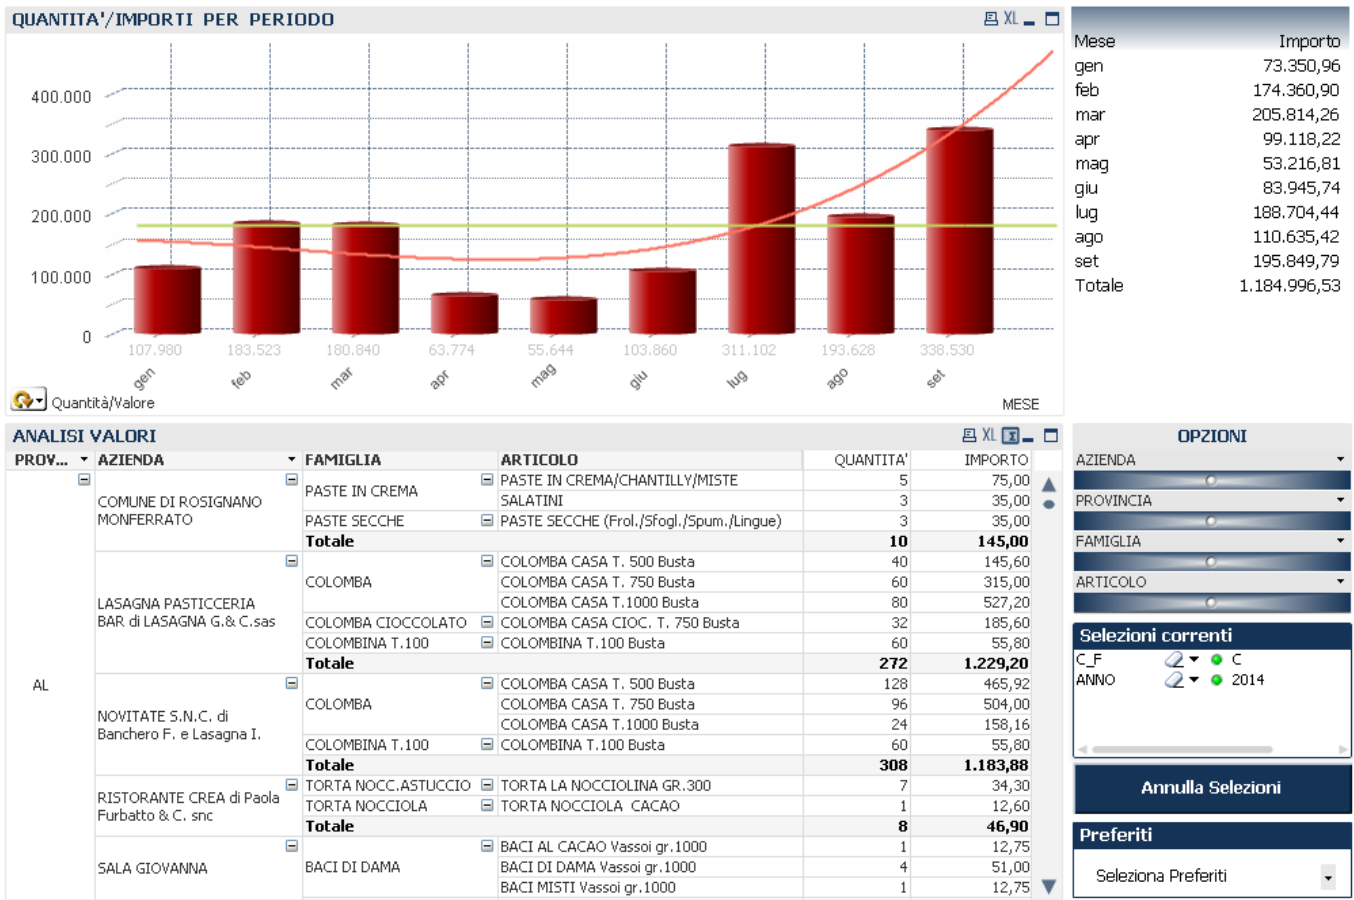 QUANTITA'/IMPORTI PER PERIODO
XL
400.000
300.000
200.000
100.000
0
107.980 183.523 180.840 63.774 55.644 103.860 311.102 193.628 338.530
gen feb mar apr mag giu lug ago set
Quantità/Valore
MESE
Mese Importo
gen 73.350,96
feb 174.360,90
mar 205.814,26
apr 99.118,22
mag 53.216,81
giu 83.945,74
lug 188.704,44
ago 110.635,42
set 195.849,79
Totale 1.184.996,53
ANALISI VALORI
XL
PROV... AZIENDA FAMIGLIA ARTICOLO QUANTITA' IMPORTO
AL
COMUNE DI ROSIGNANO
MONFERRATO
PASTE IN CREMA
PASTE IN CREMA/CHANTILLY/MISTE 5 75,00
SALATINI 3 35,00
PASTE SECCHE PASTE SECCHE (Frol./Sfogl./Spum./Lingue) 3 35,00
Totale 10 145,00
LASAGNA PASTICCERIA
BAR di LASAGNA G.& C.sas
COLOMBA
COLOMBA CASA T. 500 Busta 40 145,60
COLOMBA CASA T. 750 Busta 60 315,00
COLOMBA CASA T.1000 Busta 80 527,20
COLOMBA CIOCCOLATO COLOMBA CASA CIOC. T. 750 Busta 32 185,60
COLOMBINA T.100 COLOMBINA T.100 Busta 60 55,80
Totale 272 1.229,20
NOVITATE S.N.C. di
Banchero F. e Lasagna I.
COLOMBA
COLOMBA CASA T. 500 Busta 128 465,92
COLOMBA CASA T. 750 Busta 96 504,00
COLOMBA CASA T.1000 Busta 24 158,16
COLOMBINA T.100 COLOMBINA T.100 Busta 60 55,80
Totale 308 1.183,88
RISTORANTE CREA di Paola
Furbatto & C. snc
TORTA NOCC.ASTUCCIO TORTA LA NOCCIOLINA GR.300 7 34,30
TORTA NOCCIOLA TORTA NOCCIOLA CACAO 1 12,60
Totale 8 46,90
SALA GIOVANNA
BACI DI DAMA
BACI AL CACAO Vassoi gr.1000 1 12,75
BACI DI DAMA Vassoi gr.1000 4 51,00
BACI MISTI Vassoi gr.1000 1 12,75
OPZIONI
AZIENDA
PROVINCIA
FAMIGLIA
ARTICOLO
Selezioni correnti
C_F C
ANNO 2014
Annulla Selezioni
Preferiti
Seleziona Preferiti